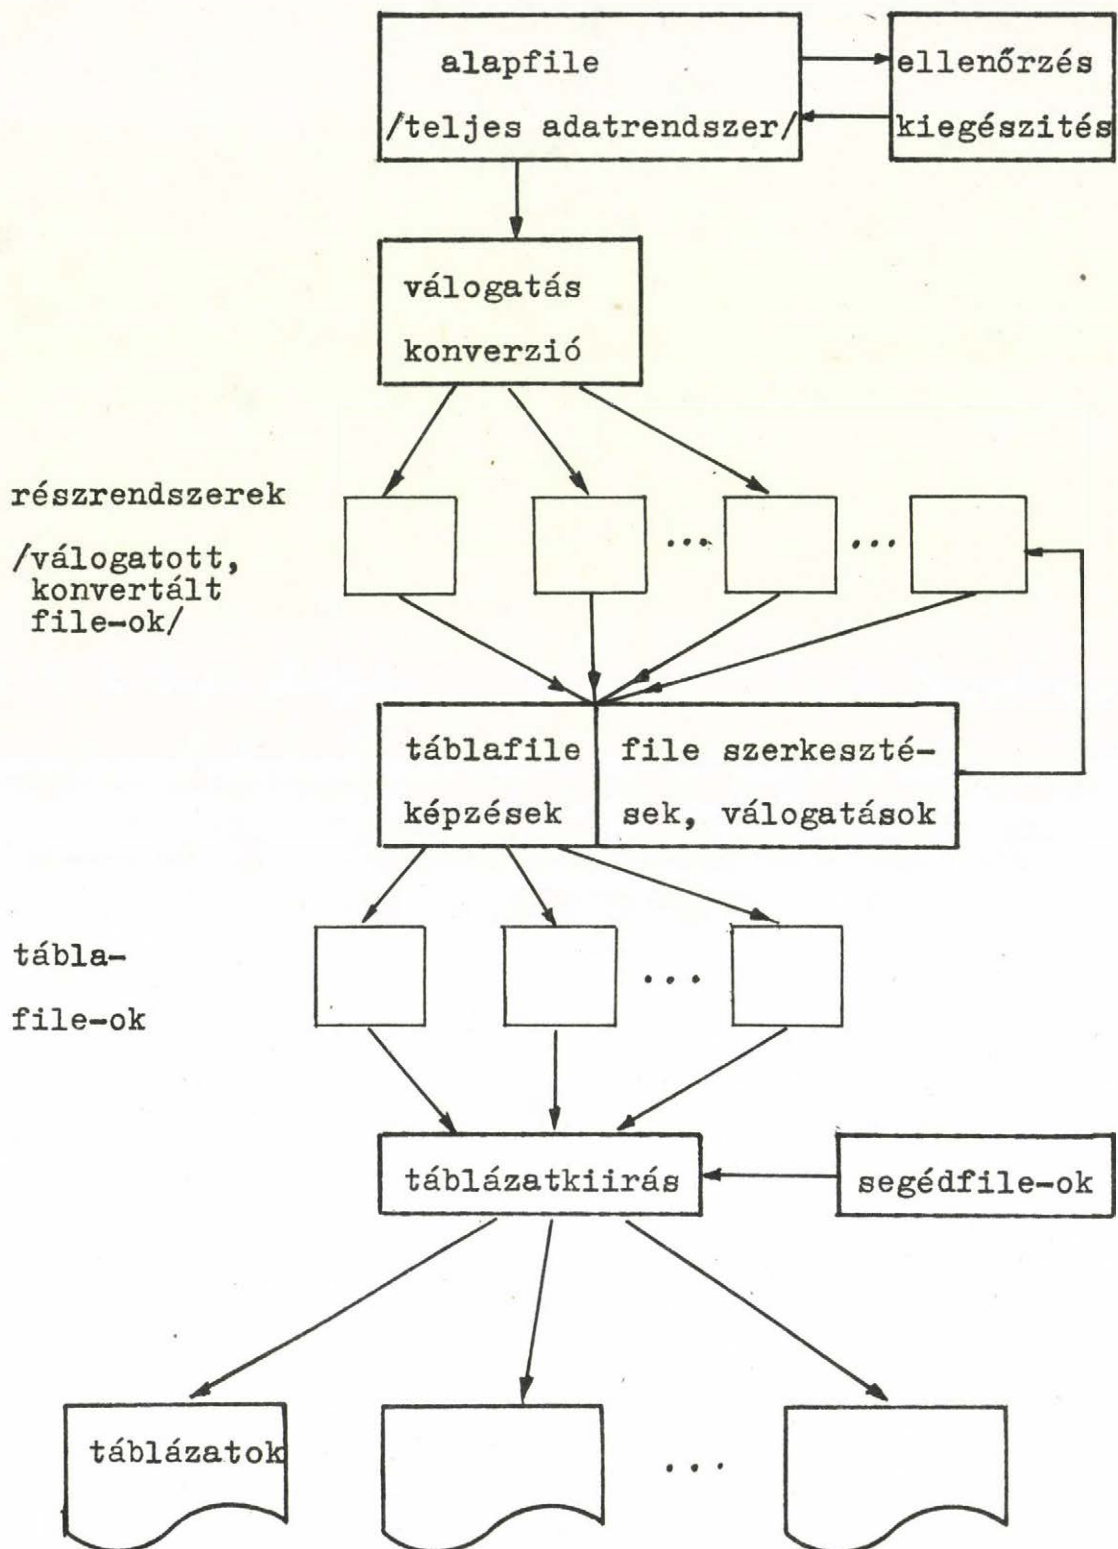 alapfile
/teljes adatrendszer/
ellenőrzés
kiegészités
válogatás
konverzió
részrendszerek
/válogatott,
konvertált
file-ok/
...
...
táblafile
képzések
file szerkeszté-
sek, válogatások
tábla-
file-ok
...
táblázatkiirás
segédfile-ok
táblázatok
...